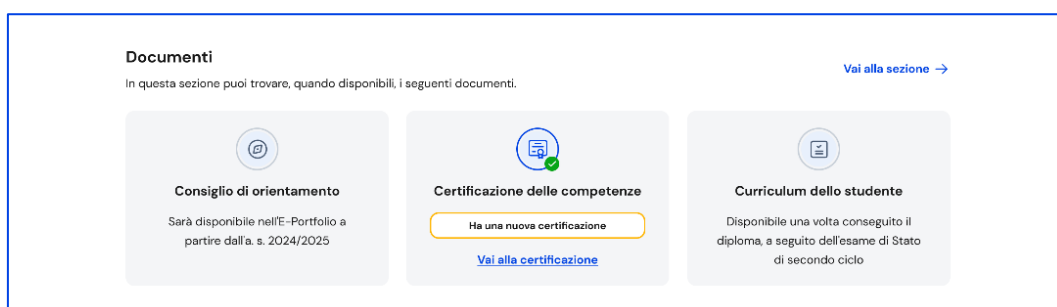 Documenti
In questa sezione puoi trovare, quando disponibili, i seguenti documenti.
Vai alla sezione →
Consiglio di orientamento
Sarà disponibile nell'E-Portfolio a
partire dall'a. s. 2024/2025
Certificazione delle competenze
Ha una nuova certificazione
Vai alla certificazione
Curriculum dello studente
Disponibile una volta conseguito il
diploma, a seguito dell'esame di Stato
di secondo ciclo